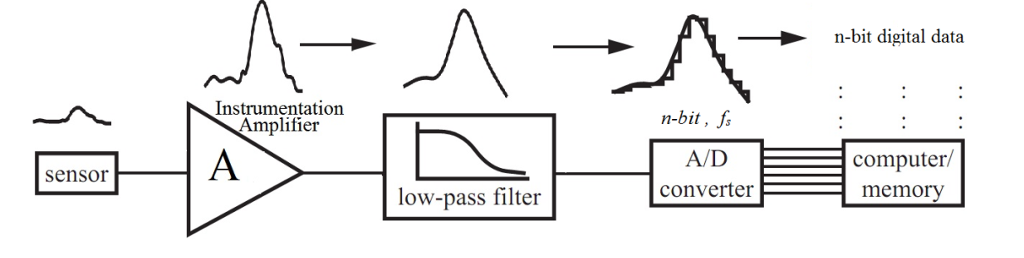 n-bit digital data
Instrumentation
Amplifier
n-bit , fs
sensor
A
low-pass filter
A/D
converter
computer/
memory